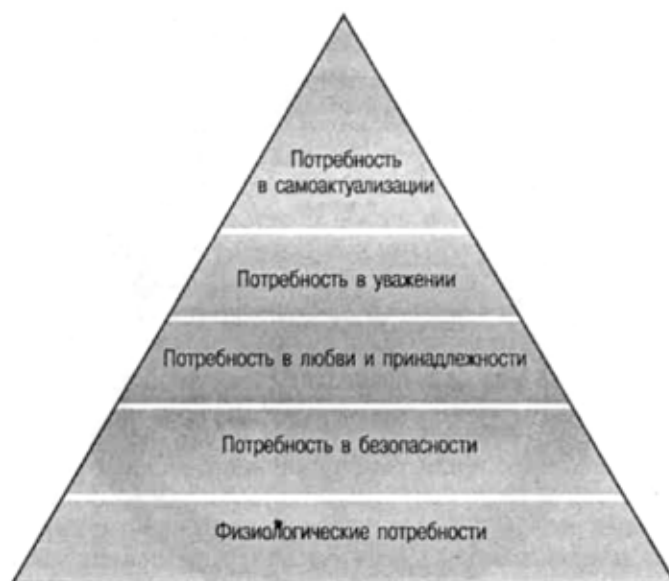 Потребность
в самоактуализации
Потребность в уважении
Потребность в любви и принадлежности
Потребность в безопасности
Физиологические потребности